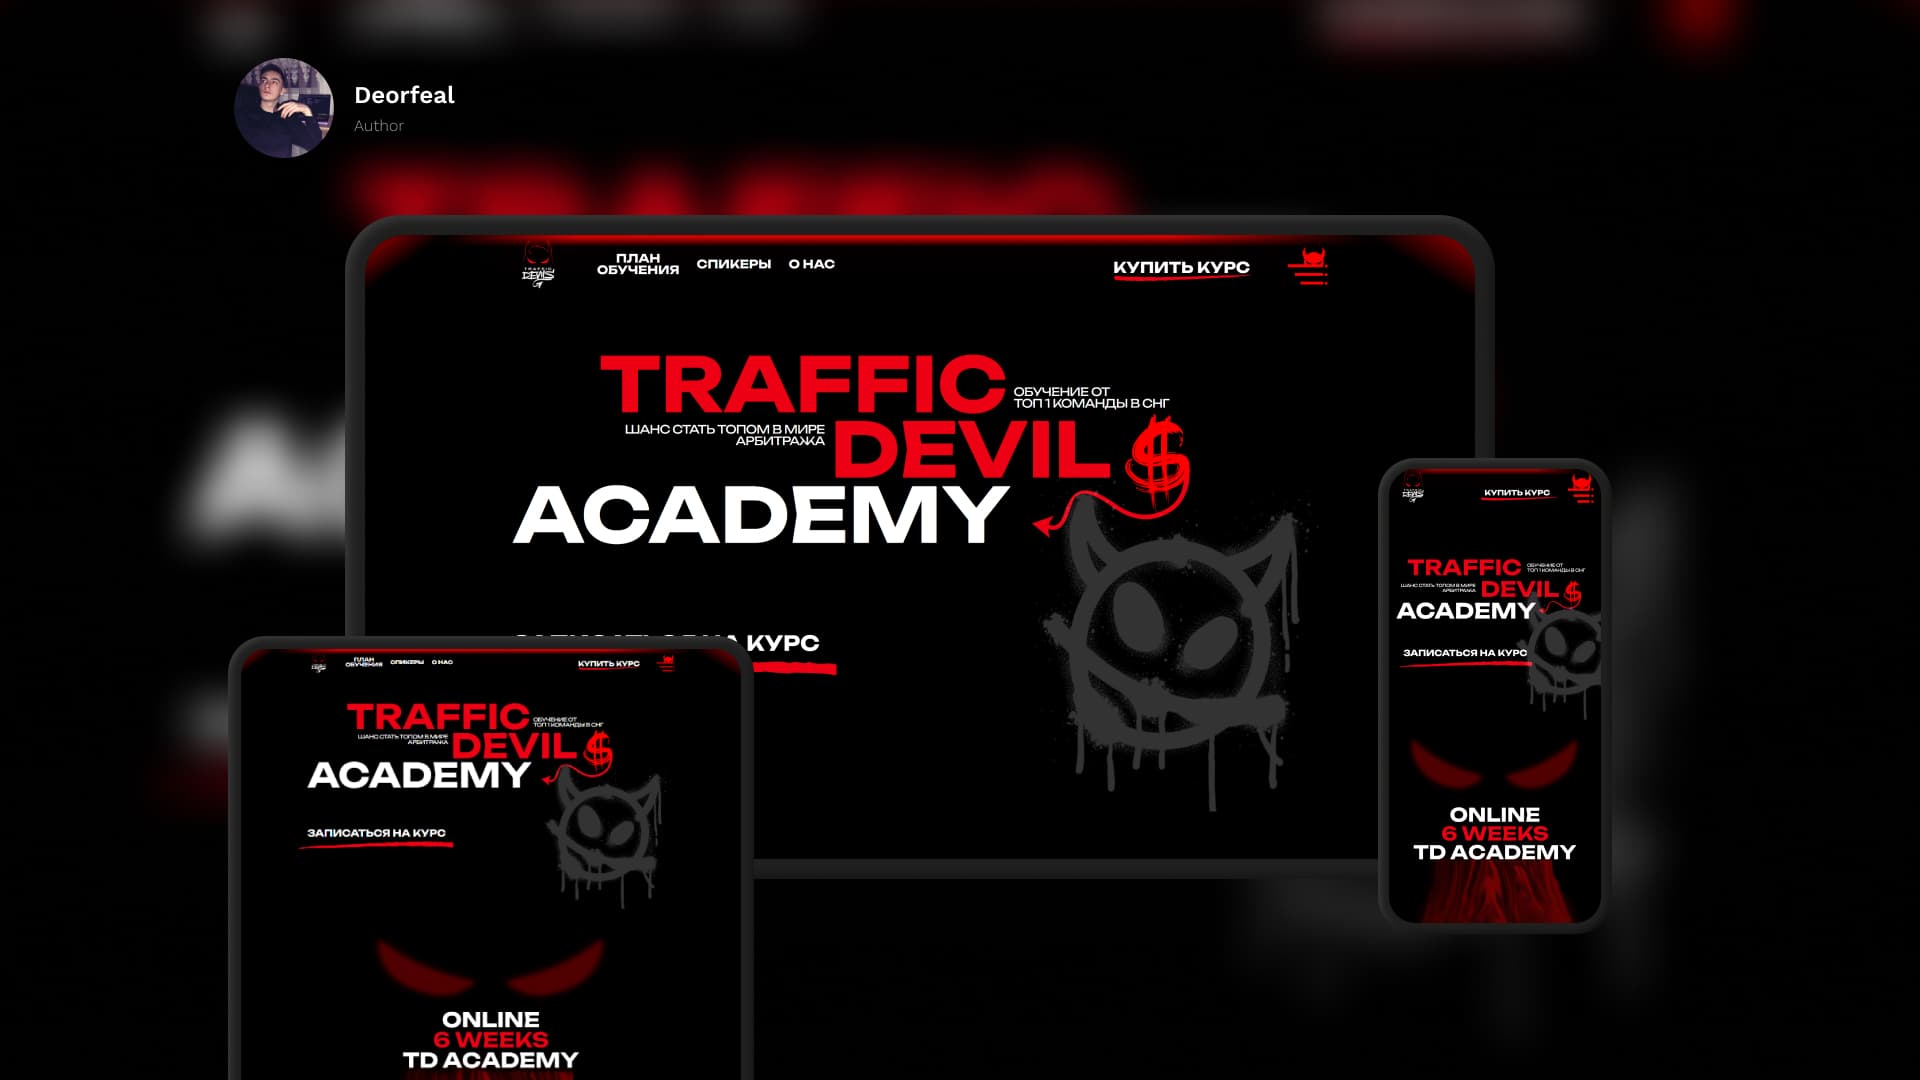 Deorfeal
Author
ПЛАН
ОБУЧЕНИЯ
СПИКЕРЫ
О НАС
КУПИТЬ КУРС
TRAFFIC
ОБУЧЕНИЕ ОТ
ТОП 1 КОМАНДЫ В СНГ
ШАНС СТАТЬ ТОПОМ В МИРЕ
АРБИТРАЖА
DEVIL$
ACADEMY
КУРС
ПЛАН
ОБУЧЕНИЯ
СПИКЕРЫ
О НАС
КУПИТЬ КУРС
TRAFFIC
ОБУЧЕНИЕ ОТ
ТОП 1 КОМАНДЫ В СНГ
ШАНС СТАТЬ ТОПОМ В МИРЕ
АРБИТРАЖА
DEVIL$
ACADEMY
ЗАПИСАТЬСЯ НА КУРС
ONLINE
6 WEEKS
TD ACADEMY
КУПИТЬ КУРС
TRAFFIC
ОБУЧЕНИЕ ОТ
ТОП 1 КОМАНДЫ В СНГ
ШАНС СТАТЬ ТОПОМ В МИРЕ
АРБИТРАЖА
DEVIL$
ACADEMY
ЗАПИСАТЬСЯ НА КУРС
ONLINE
6 WEEKS
TD ACADEMY